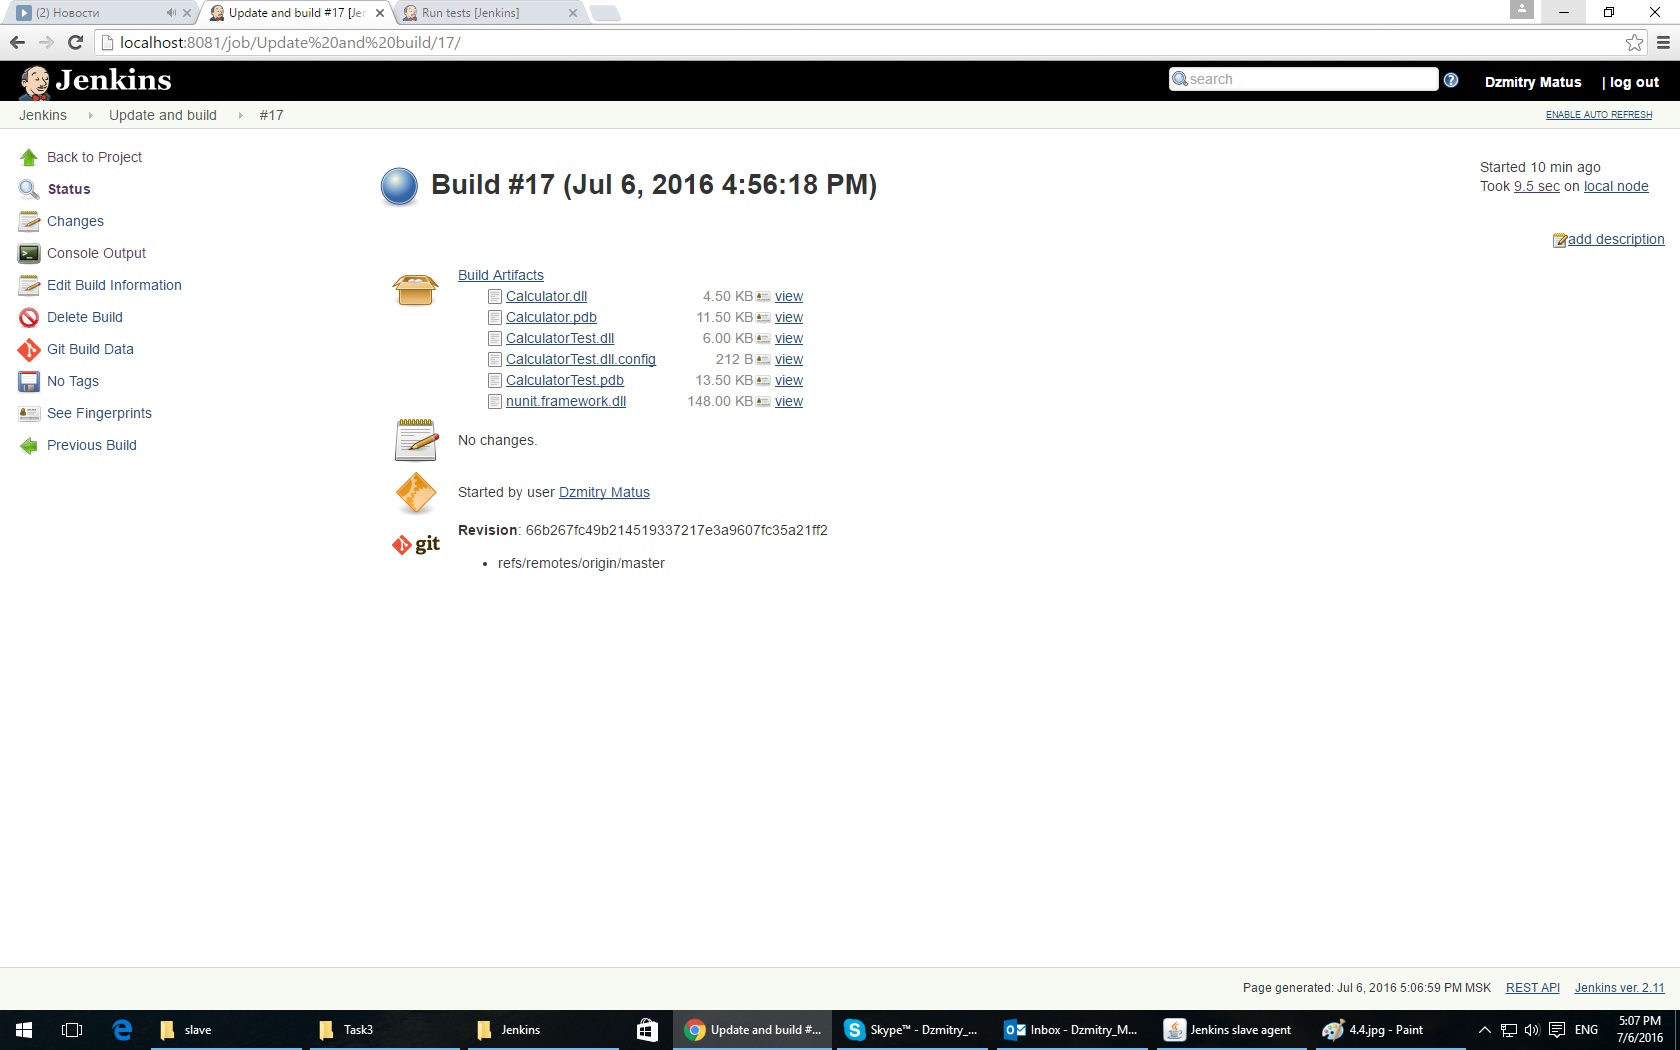 (2) Новости
Update and build #17 [Jer
Run tests [Jenkins]
localhost:8081/job/Update%20and%20build/17/
Jenkins
search
Dzmitry Matus
| log out
Jenkins
Update and build
#17
ENABLE AUTO REFRESH
Back to Project
Status
Changes
Console Output
Edit Build Information
Delete Build
Git Build Data
No Tags
See Fingerprints
Previous Build
Build #17 (Jul 6, 2016 4:56:18 PM)
Started 10 min ago
Took 9.5 sec on local node
add description
Build Artifacts
Calculator.dll 4.50 KB view
Calculator.pdb 11.50 KB view
CalculatorTest.dll 6.00 KB view
CalculatorTest.dll.config 212 B view
CalculatorTest.pdb 13.50 KB view
nunit.framework.dll 148.00 KB view
No changes.
Started by user Dzmitry Matus
git
Revision: 66b267fc49b214519337217e3a9607fc35a21ff2
• refs/remotes/origin/master
Page generated: Jul 6, 2016 5:06:59 PM MSK
REST API
Jenkins ver. 2.11
slave
Task3
Jenkins
Update and build #...
Skype™ - Dzmitry_...
Inbox - Dzmitry_M...
Jenkins slave agent
4.4.jpg - Paint
ENG
5:07 PM
7/6/2016